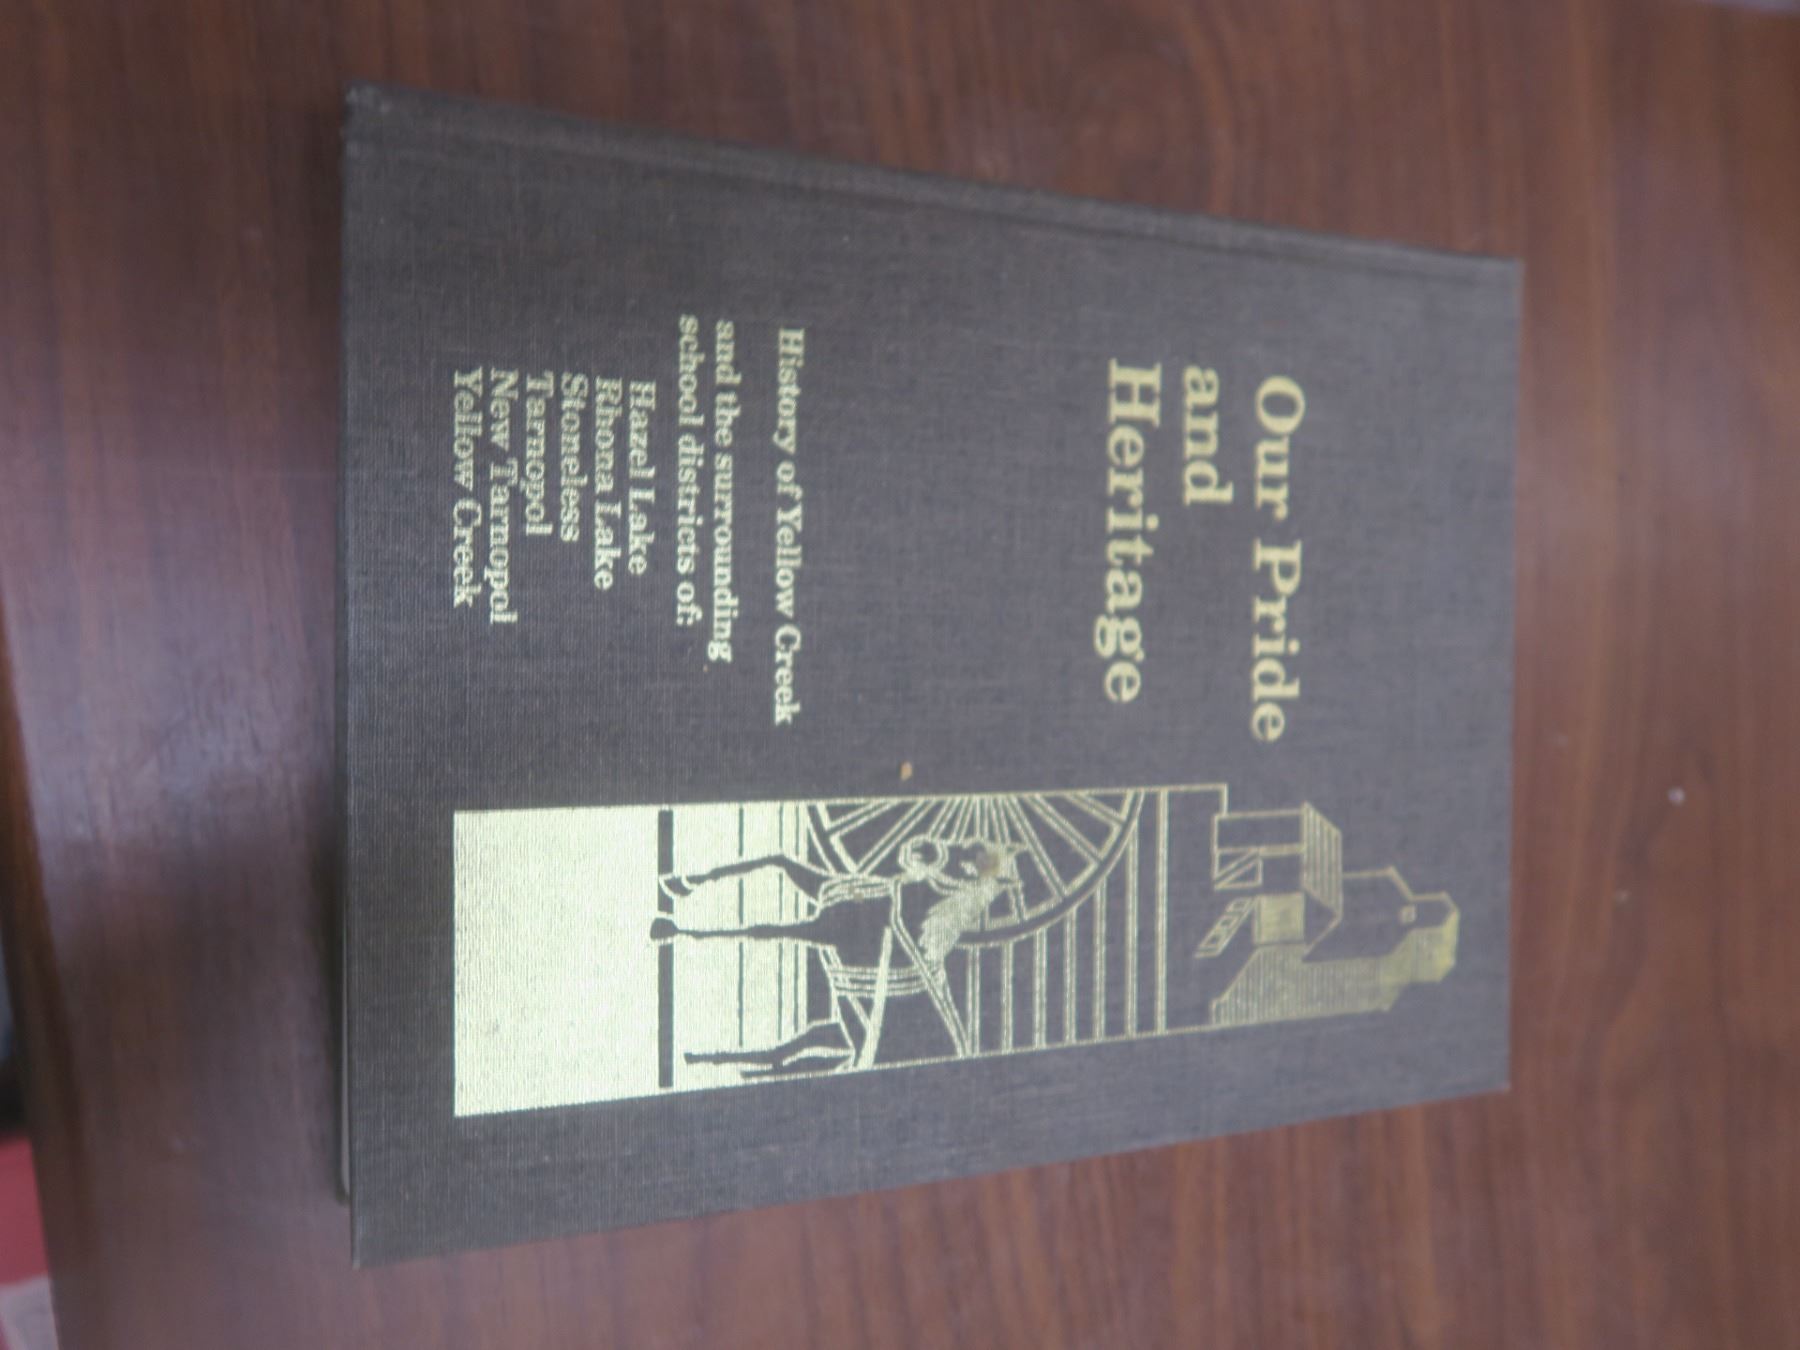 Our Pride
and
Heritage
History of Yellow Creek
and the surrounding
school districts of:
Hazel Lake
Rhona Lake
Stoneless
Tarnopol
New Tarnopol
Yellow Creek